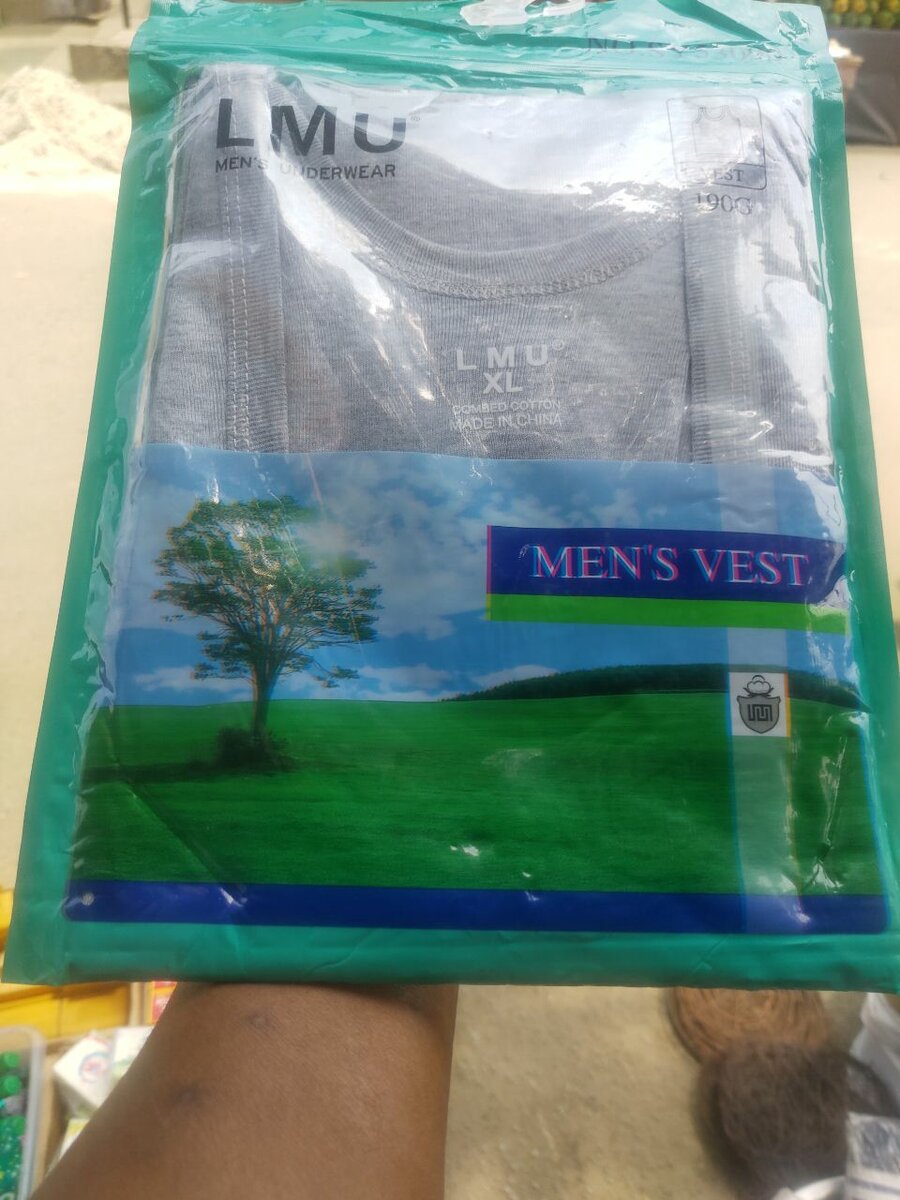 LMU®
MEN'S UNDERWEAR
VEST
190G
LMU®
XL
COMBED COTTON
MADE IN CHINA
MEN'S VEST